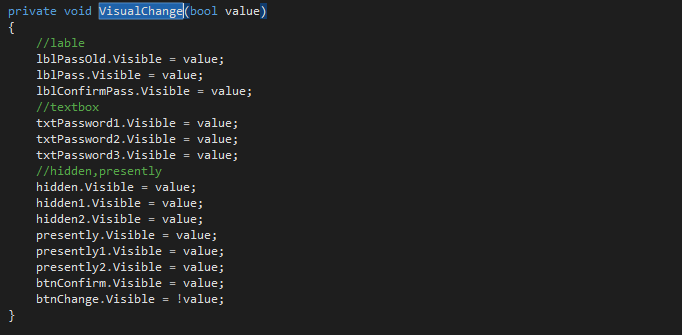 private void VisualChange(bool value)
{
//lable
lblPassOld.Visible = value;
lblPass.Visible = value;
lblConfirmPass.Visible = value;
//textbox
txtPassword1.Visible = value;
txtPassword2.Visible = value;
txtPassword3.Visible = value;
//hidden,presently
hidden.Visible = value;
hidden1.Visible = value;
hidden2.Visible = value;
presently.Visible = value;
presently1.Visible = value;
presently2.Visible = value;
btnConfirm.Visible = value;
btnChange.Visible = !value;
}